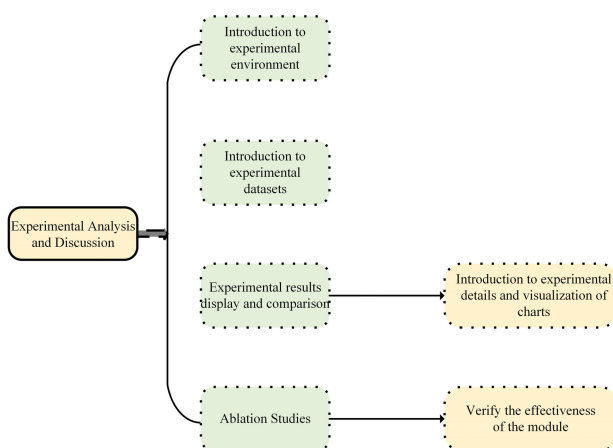 Introduction to
experimental
environment
Introduction to
experimental
datasets
Experimental Analysis
and Discussion
Experimental results
display and comparison
Introduction to experimental
details and visualization of
charts
Ablation Studies
Verify the effectiveness
of the module